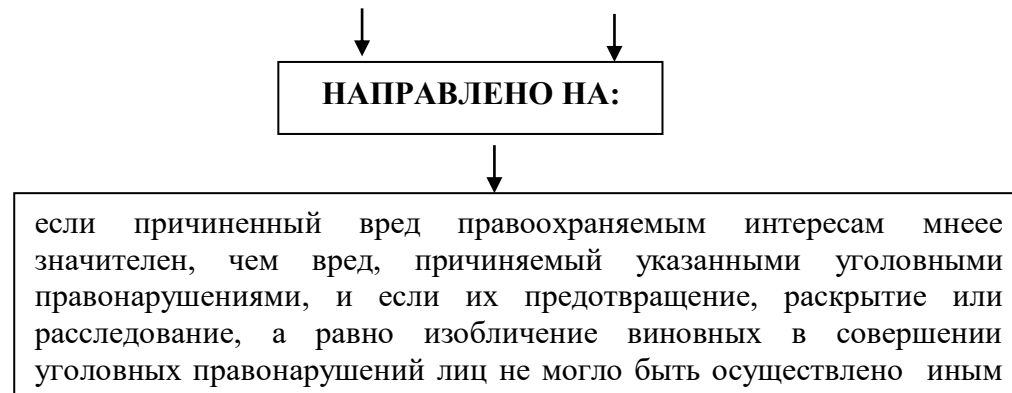 НАПРАВЛЕНО НА:
если причиненный вред правоохраняемым интересам мнеее
значителен, чем вред, причиняемый указанными уголовными
правонарушениями, и если их предотвращение, раскрытие или
расследование, а равно изобличение виновных в совершении
уголовных правонарушений лиц не могло быть осуществлено иным